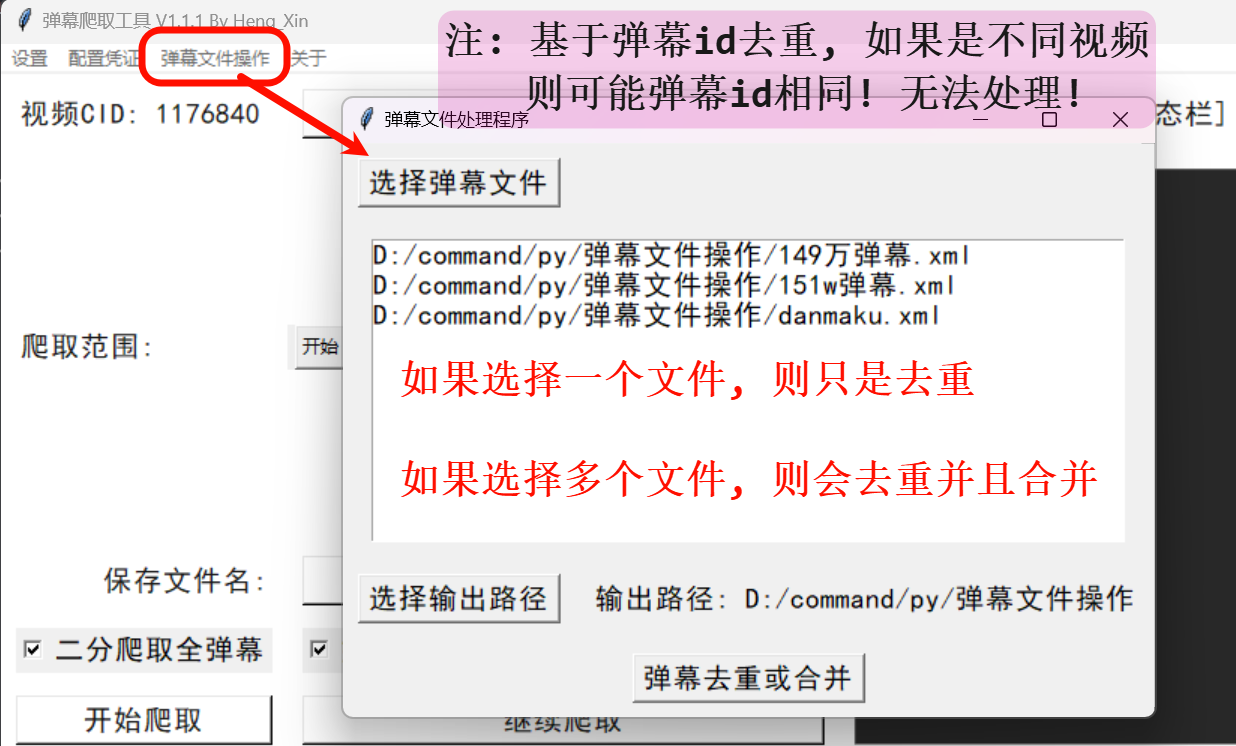 弹幕爬取工具 V1.1.1 By Heng_Xin
注: 基于弹幕id去重, 如果是不同视频
则可能弹幕id相同! 无法处理!
设置 配置凭证 弹幕文件操作 关于
视频CID: 1176840
态栏]
弹幕文件处理程序
选择弹幕文件
D:/command/py/弹幕文件操作/149万弹幕.xml
D:/command/py/弹幕文件操作/151w弹幕.xml
D:/command/py/弹幕文件操作/danmaku.xml
爬取范围:
开始
如果选择一个文件, 则只是去重
如果选择多个文件, 则会去重并且合并
保存文件名:
选择输出路径
输出路径: D:/command/py/弹幕文件操作
二分爬取全弹幕
弹幕去重或合并
开始爬取
继续爬取